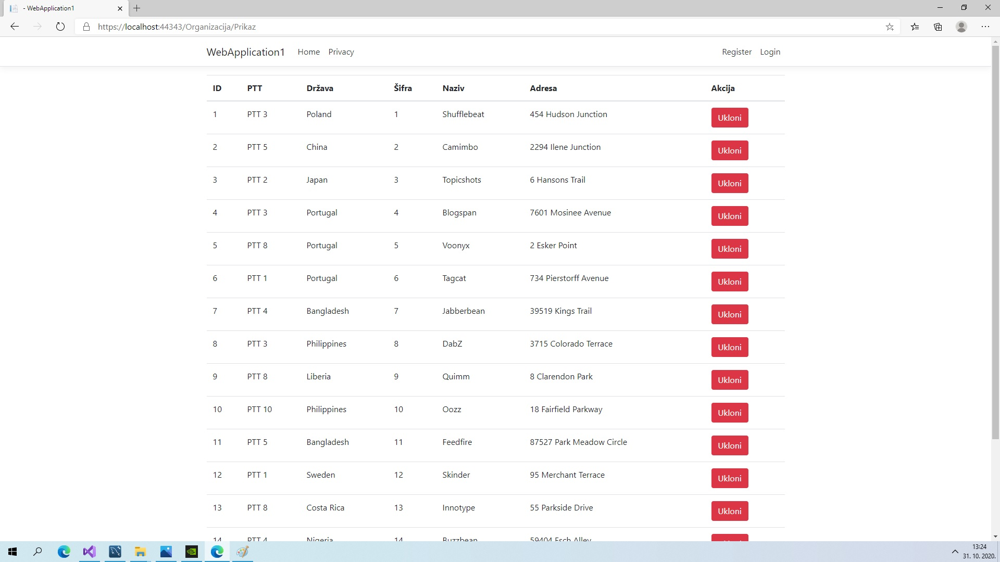 - WebApplication1
https://localhost:44343/Organizacija/Prikaz
WebApplication1 Home Privacy Register Login
ID PTT Država Šifra Naziv Adresa Akcija
1 PTT 3 Poland 1 Shufflebeat 454 Hudson Junction Ukloni
2 PTT 5 China 2 Camimbo 2294 Ilene Junction Ukloni
3 PTT 2 Japan 3 Topicshots 6 Hansons Trail Ukloni
4 PTT 3 Portugal 4 Blogspan 7601 Mosinee Avenue Ukloni
5 PTT 8 Portugal 5 Voonyx 2 Esker Point Ukloni
6 PTT 1 Portugal 6 Tagcat 734 Pierstorff Avenue Ukloni
7 PTT 4 Bangladesh 7 Jabberbean 39519 Kings Trail Ukloni
8 PTT 3 Philippines 8 DabZ 3715 Colorado Terrace Ukloni
9 PTT 8 Liberia 9 Quimm 8 Clarendon Park Ukloni
10 PTT 10 Philippines 10 Oozz 18 Fairfield Parkway Ukloni
11 PTT 5 Bangladesh 11 Feedfire 87527 Park Meadow Circle Ukloni
12 PTT 1 Sweden 12 Skinder 95 Merchant Terrace Ukloni
13 PTT 8 Costa Rica 13 Innotype 55 Parkside Drive Ukloni
14 PTT 4 Nigeria 14 Buzzbean 59404 Esch Alley
13:24
31. 10. 2020.